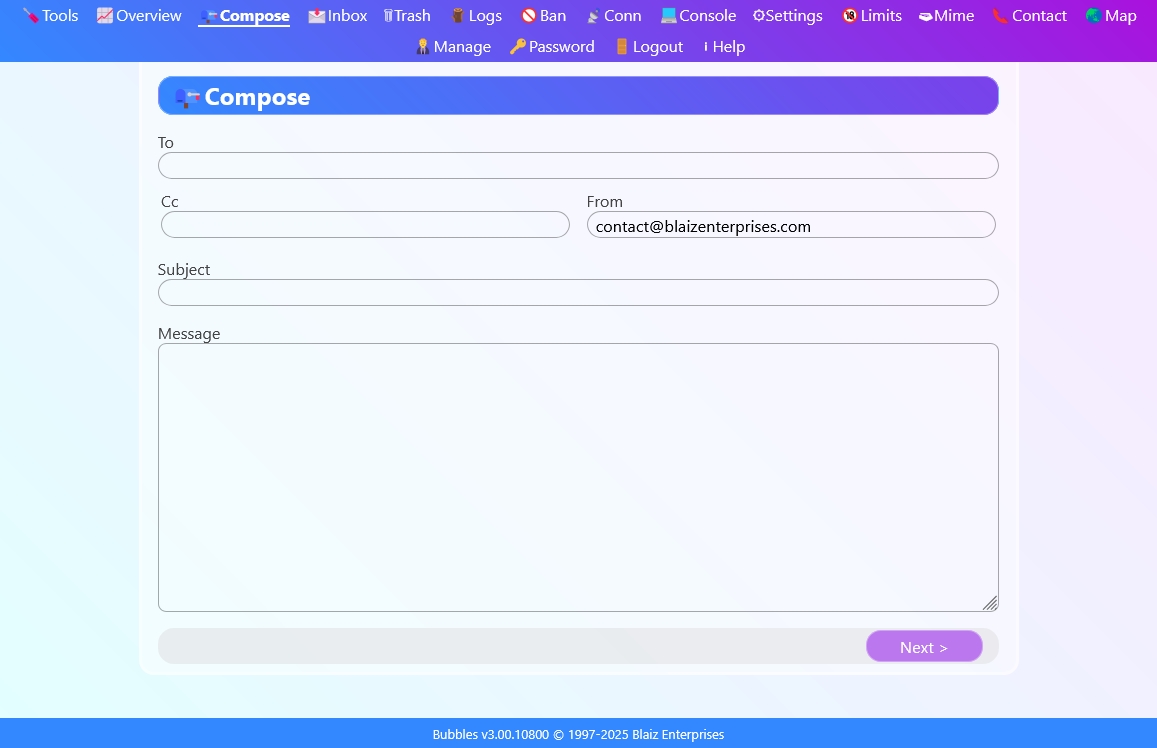 Tools Overview Compose Inbox Trash Logs Ban Conn Console Settings Limits Mime Contact Map
Manage Password Logout Help
Compose
To
Cc From
contact@blaizenterprises.com
Subject
Message
Next >
Bubbles v3.00.10800 © 1997-2025 Blaiz Enterprises